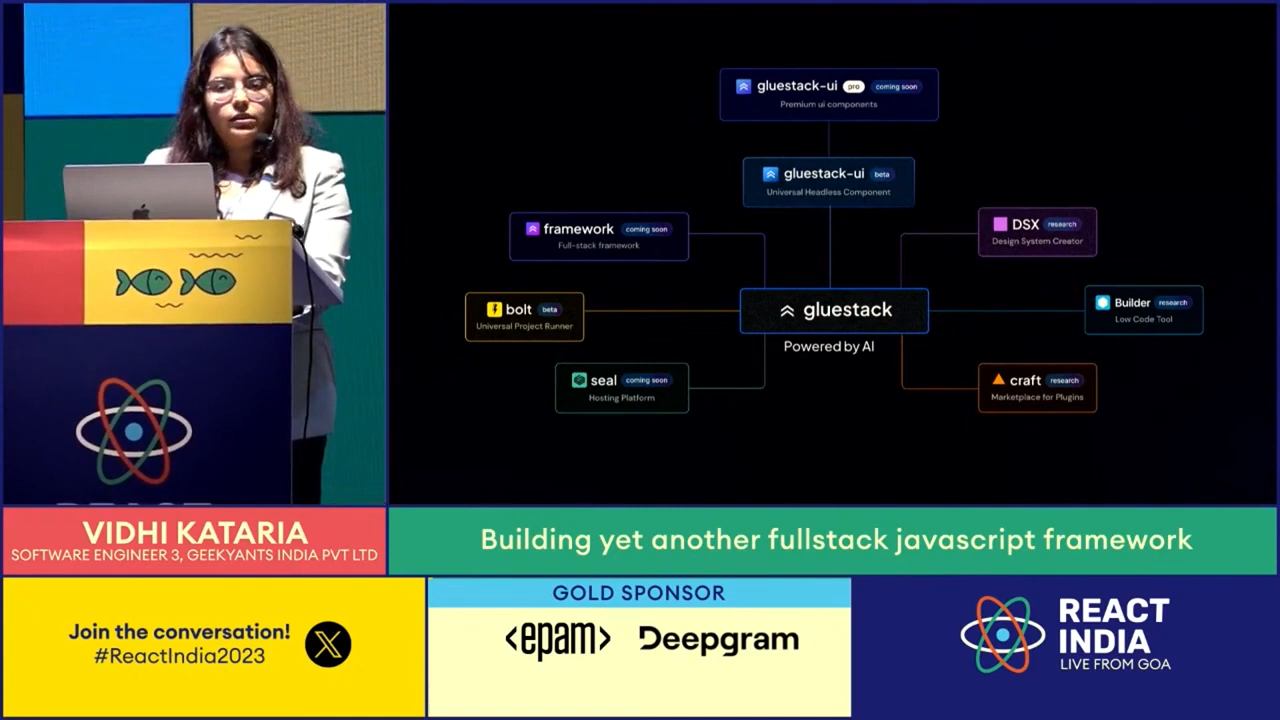 gluestack-ui pro coming soon
Premium ui components
gluestack-ui beta
Universal Headless Component
framework coming soon
Full-stack framework
DSX research
Design System Creator
bolt beta
Universal Project Runner
gluestack
Powered by AI
Builder research
Low Code Tool
seal coming soon
Hosting Platform
craft research
Marketplace for Plugins
VIDHI KATARIA
SOFTWARE ENGINEER 3, GEEKYANTS INDIA PVT LTD
Building yet another fullstack javascript framework
Join the conversation!
#ReactIndia2023
GOLD SPONSOR
<epam> Deepgram
REACT
INDIA
LIVE FROM GOA